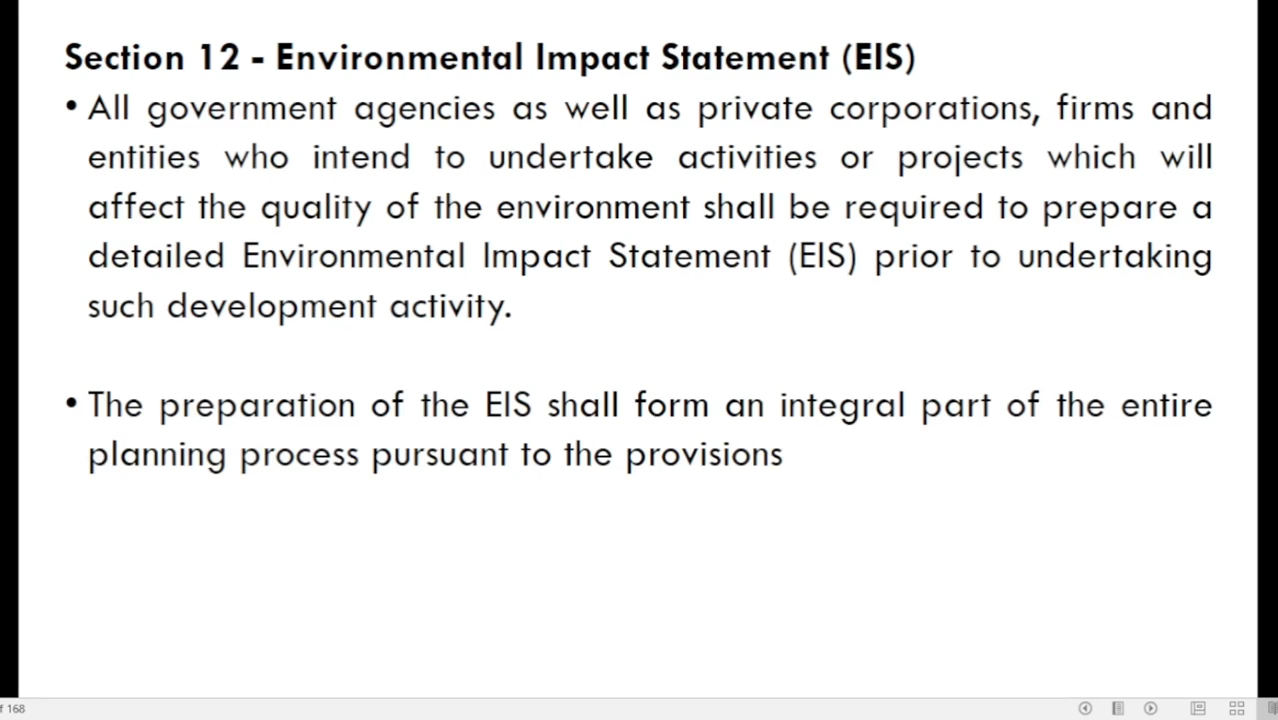 Section 12 - Environmental Impact Statement (EIS)
• All government agencies as well as private corporations, firms and
entities who intend to undertake activities or projects which will
affect the quality of the environment shall be required to prepare a
detailed Environmental Impact Statement (EIS) prior to undertaking
such development activity.
• The preparation of the EIS shall form an integral part of the entire
planning process pursuant to the provisions
f 168